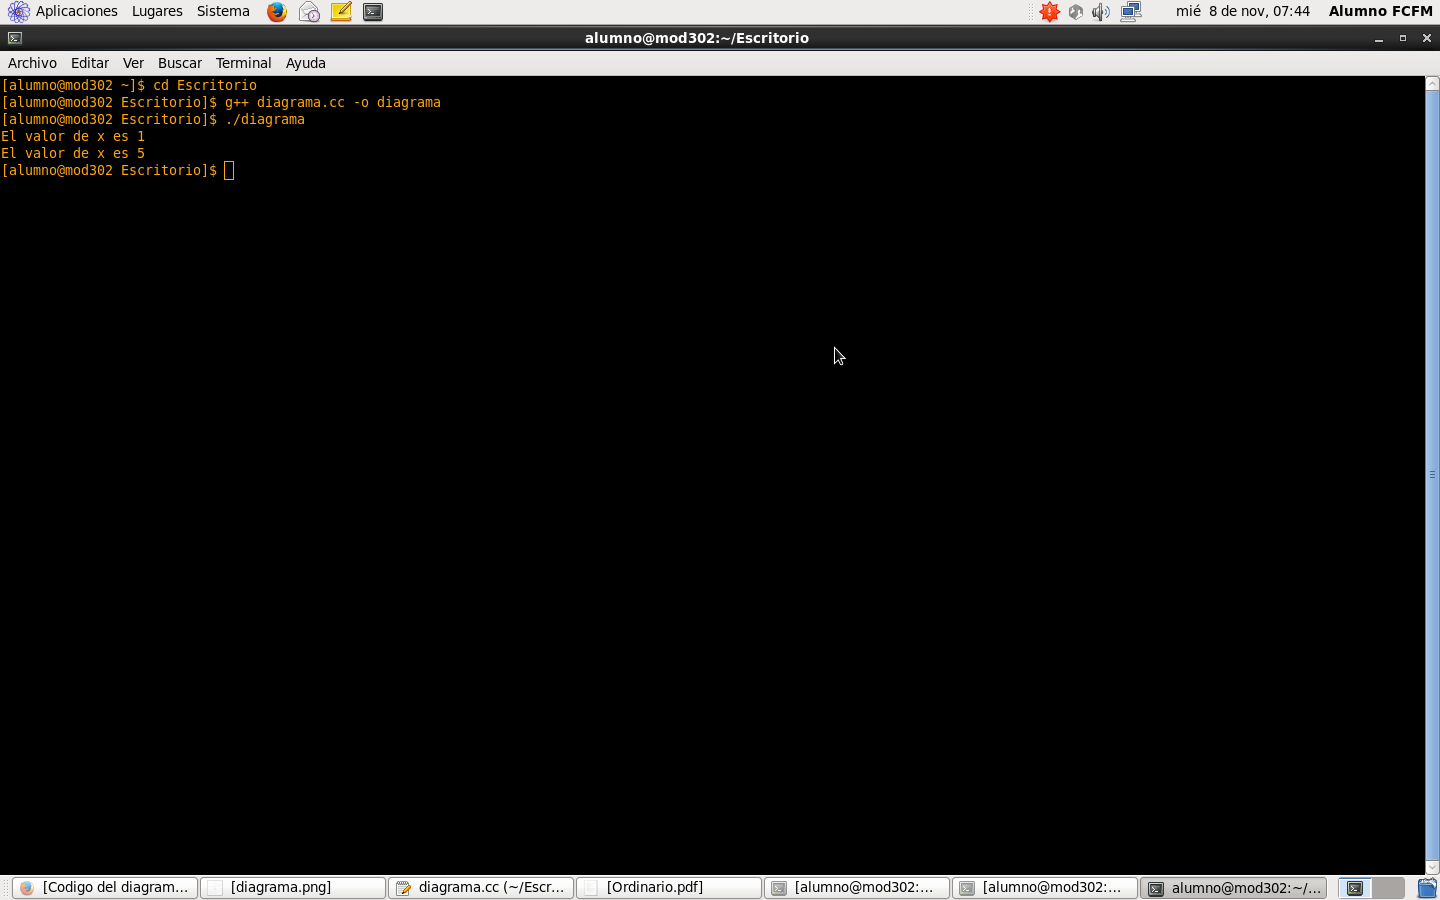 Aplicaciones Lugares Sistema mié 8 de nov, 07:44 Alumno FCFM
alumno@mod302:~/Escritorio
Archivo Editar Ver Buscar Terminal Ayuda
[alumno@mod302 ~]$ cd Escritorio
[alumno@mod302 Escritorio]$ g++ diagrama.cc -o diagrama
[alumno@mod302 Escritorio]$ ./diagrama
El valor de x es 1
El valor de x es 5
[alumno@mod302 Escritorio]$
[Codigo del diagram... [diagrama.png] diagrama.cc (~/Escr... [Ordinario.pdf] [alumno@mod302:... [alumno@mod302:... alumno@mod302:~/...